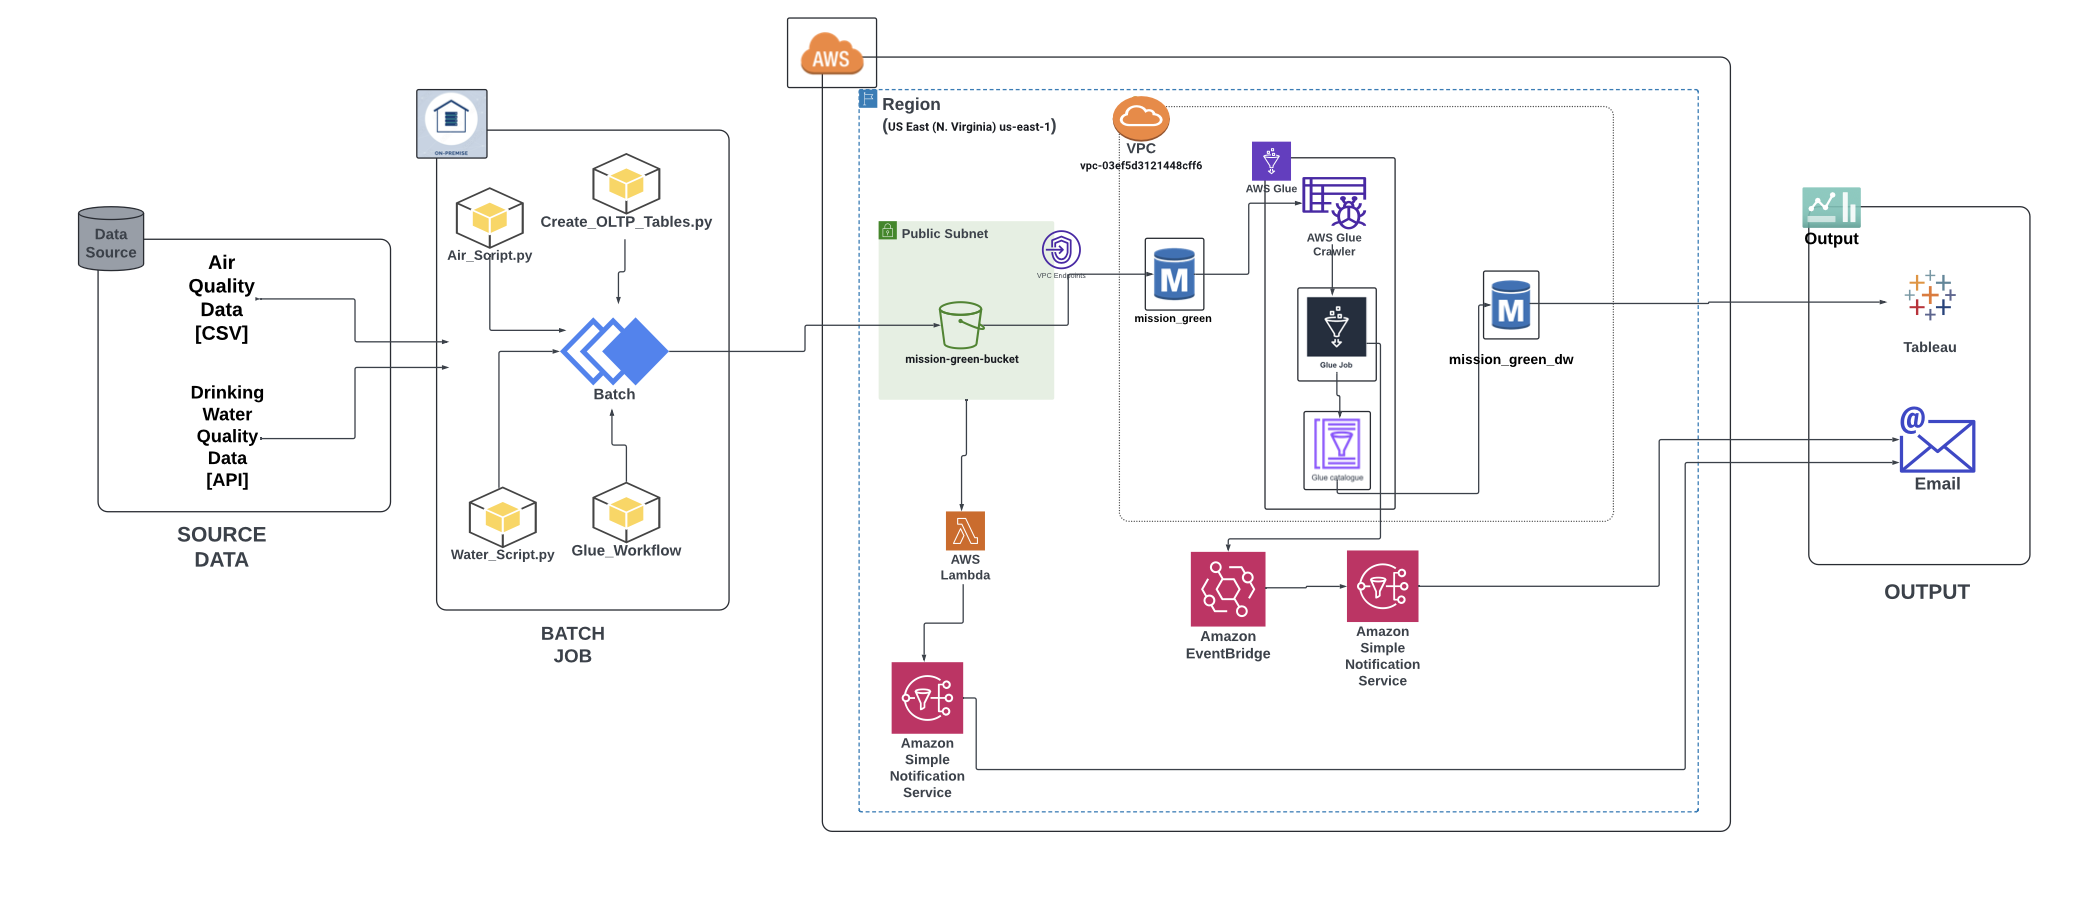 Data
Source
Air
Quality
Data
[CSV]
Drinking
Water
Quality
Data
[API]
SOURCE
DATA
ON-PREMISE
Air_Script.py
Create_OLTP_Tables.py
Batch
Water_Script.py
Glue_Workflow
BATCH
JOB
AWS
Region
(US East (N. Virginia) us-east-1)
Public Subnet
VPC Endpoints
mission-green-bucket
AWS
Lambda
Amazon
Simple
Notification
Service
VPC
vpc-03ef5d3121448cff6
M
mission_green
AWS Glue
AWS Glue
Crawler
Glue Job
Glue catalogue
M
mission_green_dw
Amazon
EventBridge
Amazon
Simple
Notification
Service
Output
Tableau
@
Email
OUTPUT